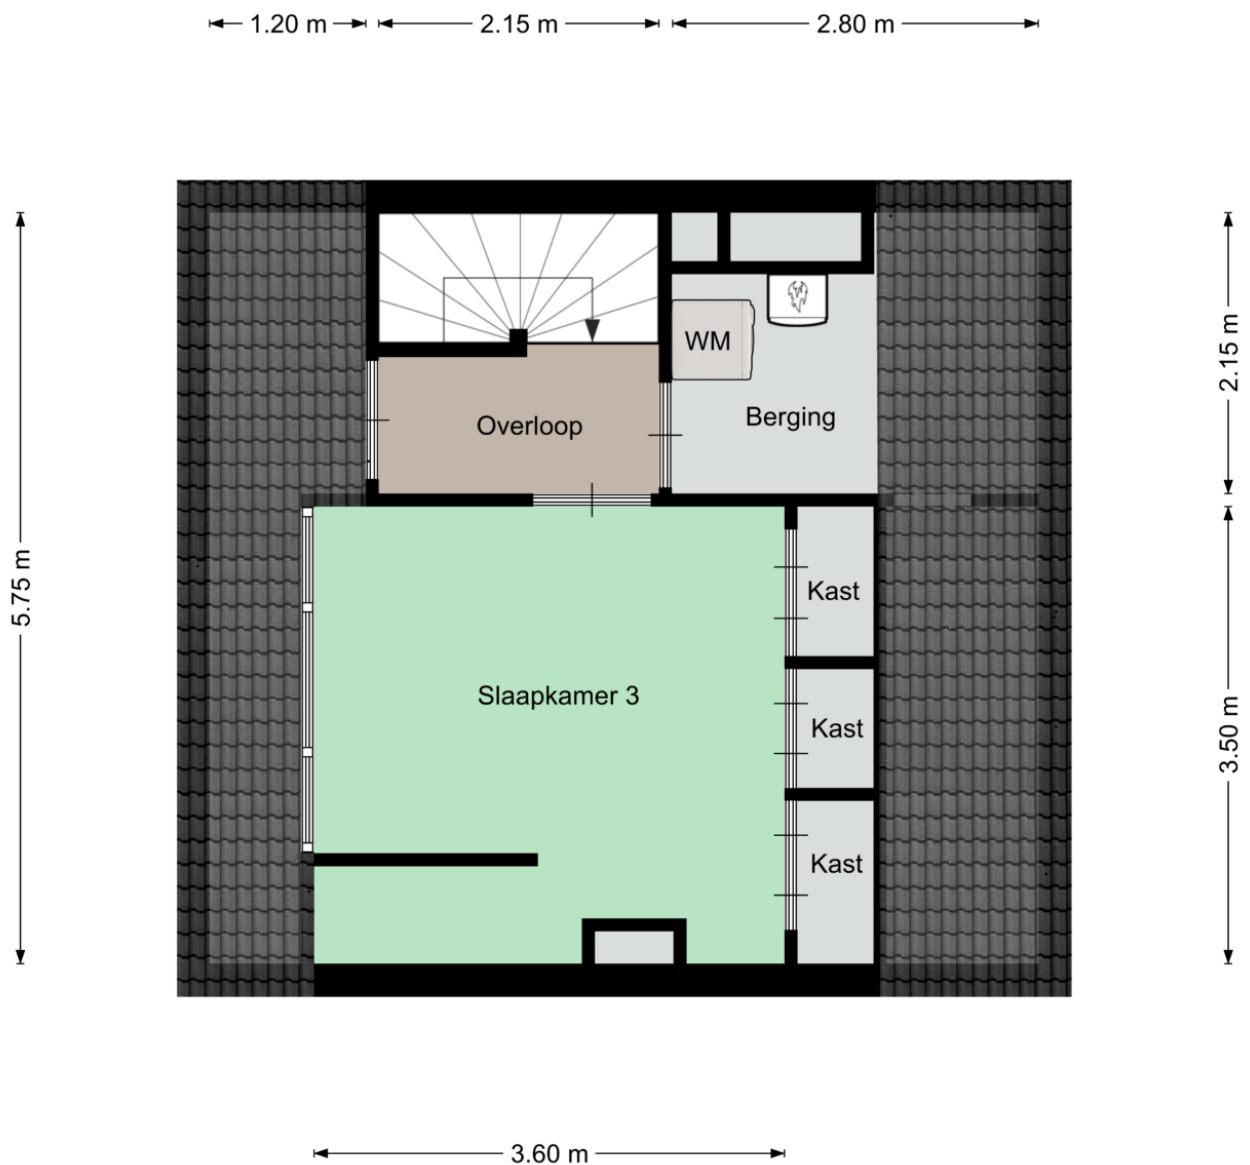 1.20 m
2.15 m
2.80 m
WM
2.15 m
Berging
Overloop
5.75 m
Kast
Slaapkamer 3
Kast
3.50 m
Kast
3.60 m